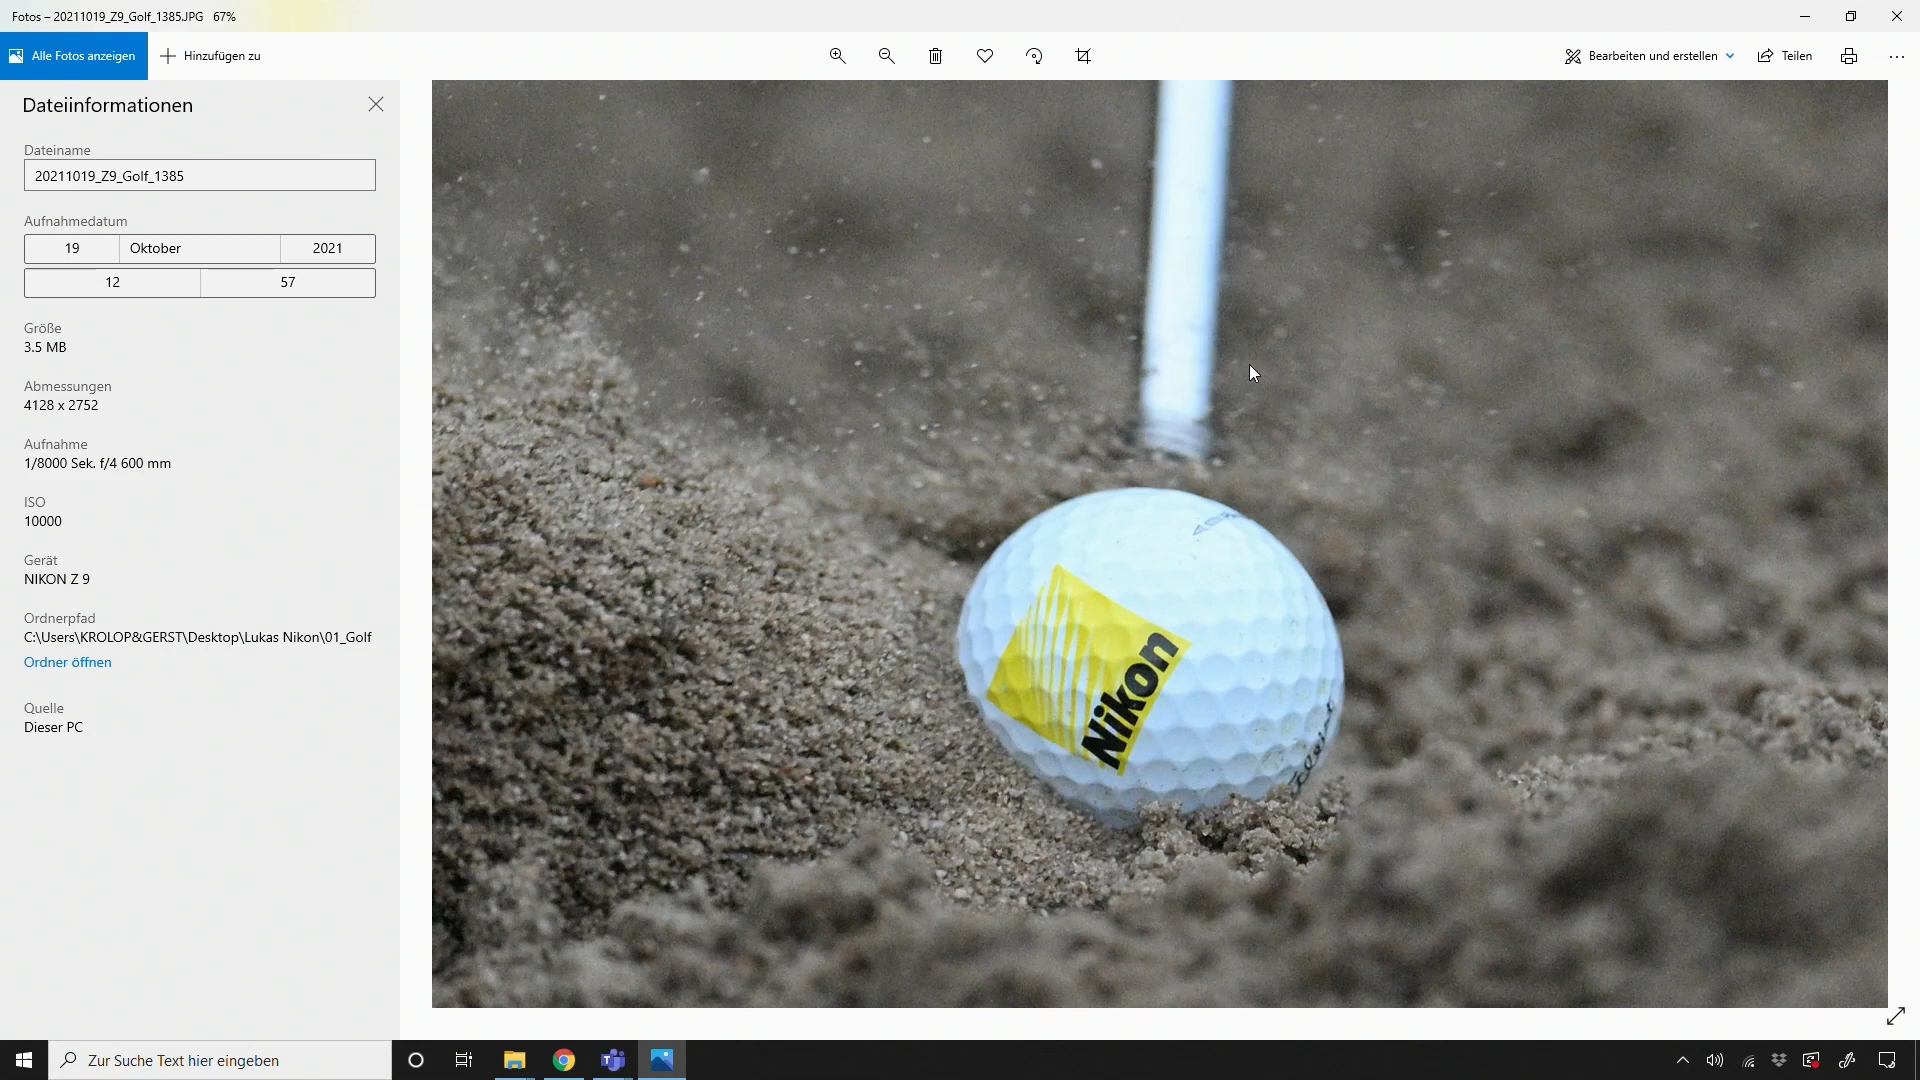 Fotos – 20211019_Z9_Golf_1385.JPG 67%
Alle Fotos anzeigen
Hinzufügen zu
Bearbeiten und erstellen
Teilen
Dateiinformationen
Dateiname
20211019_Z9_Golf_1385
Aufnahmedatum
19 Oktober 2021
12 57
Größe
3.5 MB
Abmessungen
4128 x 2752
Aufnahme
1/8000 Sek. f/4 600 mm
ISO
10000
Gerät
NIKON Z 9
Ordnerpfad
C:\Users\KROLOP&GERST\Desktop\Lukas Nikon\01_Golf
Ordner öffnen
Quelle
Dieser PC
Nikon
Zur Suche Text hier eingeben